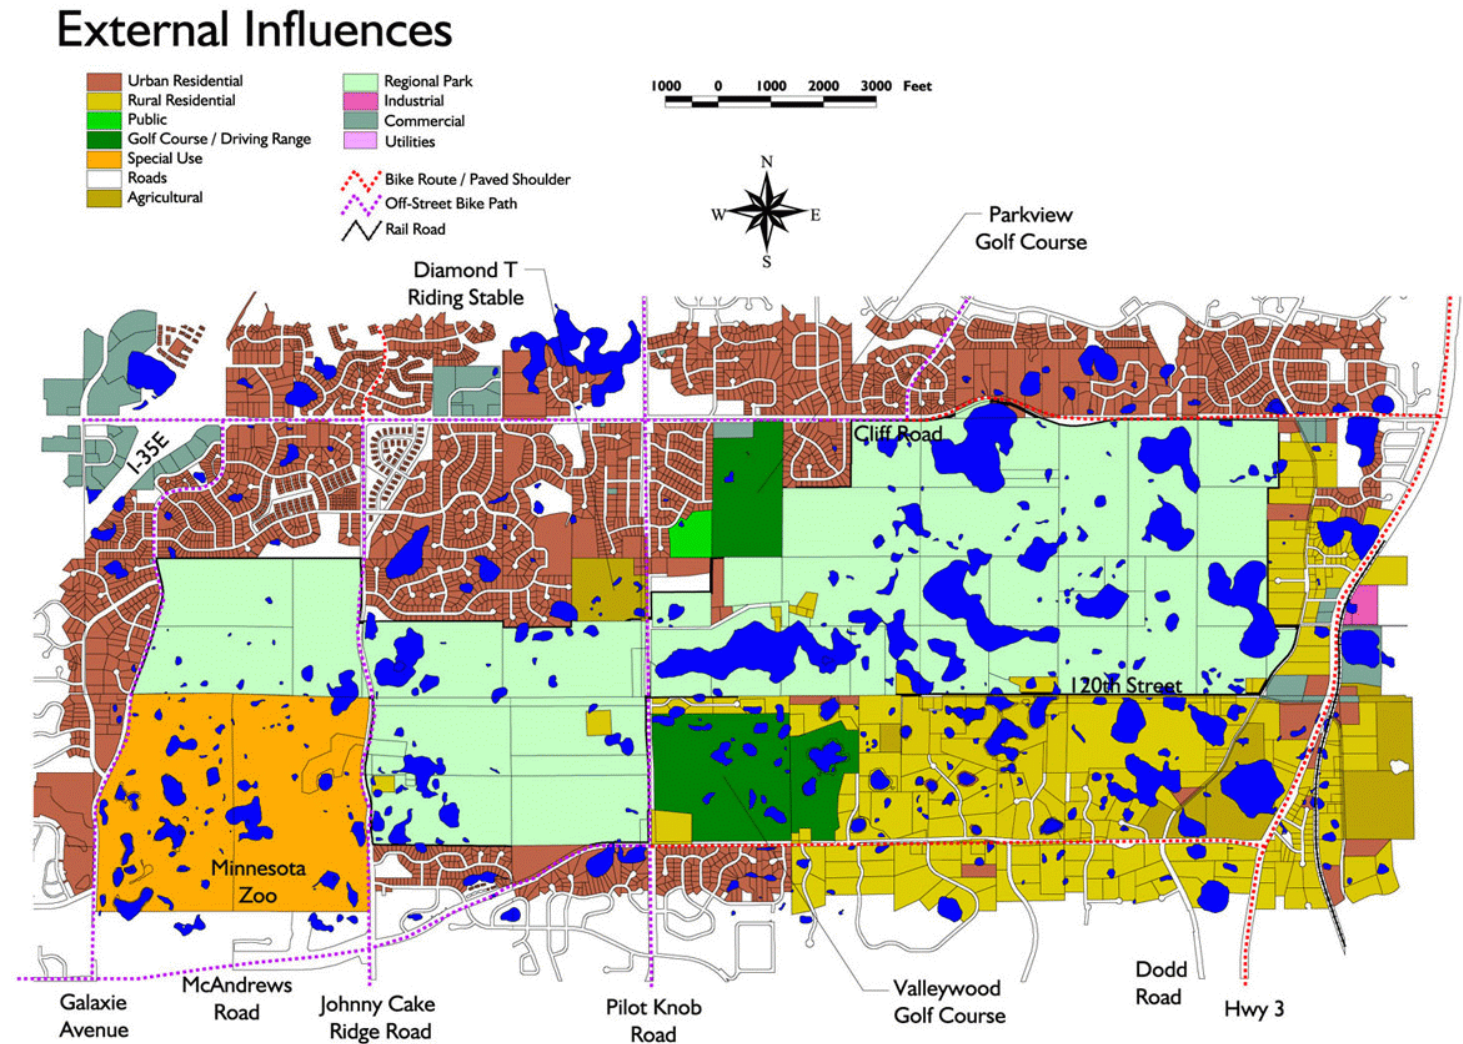 External Influences
Urban Residential
Rural Residential
Public
Golf Course / Driving Range
Special Use
Roads
Agricultural
Regional Park
Industrial
Commercial
Utilities
Bike Route / Paved Shoulder
Off-Street Bike Path
Rail Road
1000 0 1000 2000 3000 Feet
N
W E
S
Parkview
Golf Course
Diamond T
Riding Stable
I-35E
Cliff Road
120th Street
Minnesota
Zoo
Galaxie
Avenue
McAndrews
Road
Johnny Cake
Ridge Road
Pilot Knob
Road
Valleywood
Golf Course
Dodd
Road
Hwy 3